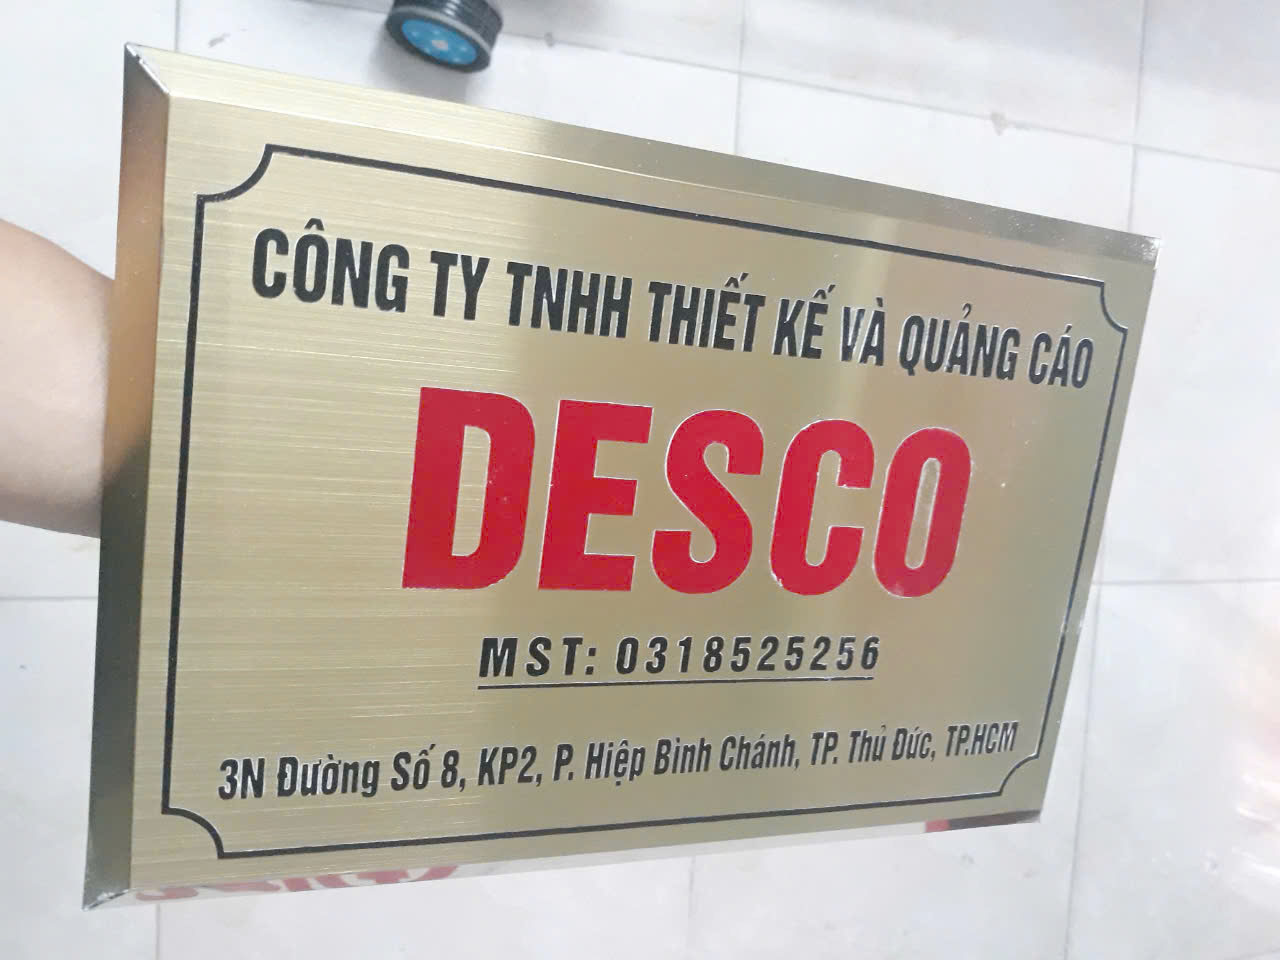 CÔNG TY TNHH THIẾT KẾ VÀ QUẢNG CÁO
DESCO
MST: 0318525256
3N Đường Số 8, KP2, P. Hiệp Bình Chánh, TP. Thủ Đức, TP.HCM